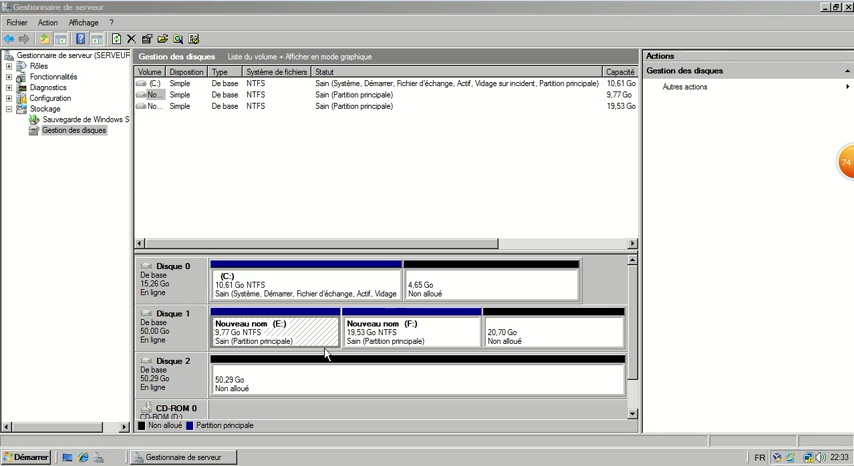 Gestionnaire de serveur
Fichier Action Affichage ?
Gestionnaire de serveur (SERVEUR
Rôles
Fonctionnalités
Diagnostics
Configuration
Stockage
Sauvegarde de Windows S
Gestion des disques
Gestion des disques Liste du volume + Afficher en mode graphique
Volume Disposition Type Système de fichiers Statut Capacité
(C:) Simple De base NTFS Sain (Système, Démarrer, Fichier d'échange, Actif, Vidage sur incident, Partition principale) 10,61 Go
No... Simple De base NTFS Sain (Partition principale) 9,77 Go
No... Simple De base NTFS Sain (Partition principale) 19,53 Go
Disque 0
De base
15,26 Go
En ligne
(C:)
10,61 Go NTFS
Sain (Système, Démarrer, Fichier d'échange, Actif, Vidage
4,65 Go
Non alloué
Disque 1
De base
50,00 Go
En ligne
Nouveau nom (E:)
9,77 Go NTFS
Sain (Partition principale)
Nouveau nom (F:)
19,53 Go NTFS
Sain (Partition principale)
20,70 Go
Non alloué
Disque 2
De base
50,29 Go
En ligne
50,29 Go
Non alloué
CD-ROM 0
CD-ROM (D:)
Non alloué Partition principale
Actions
Gestion des disques
Autres actions
74
Démarrer Gestionnaire de serveur FR 22:33